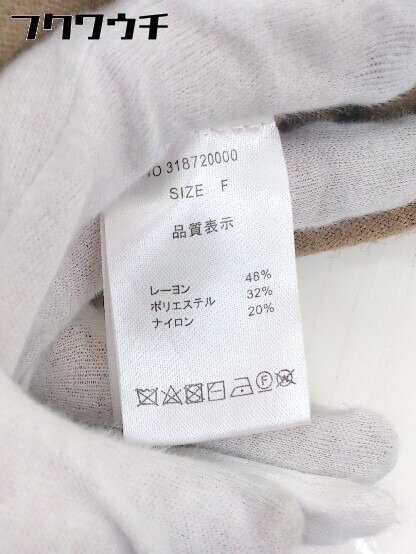 フクワウチ
NO 318720000
SIZE F
品質表示
レーヨン 48%
ポリエステル 32%
ナイロン 20%